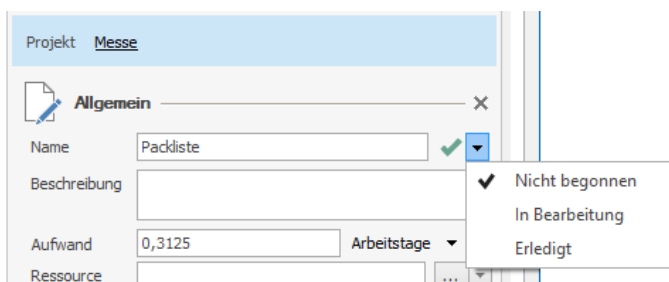 Projekt Messe
Allgemein
Name Packliste
Nicht begonnen
Beschreibung
In Bearbeitung
Aufwand 0,3125 Arbeitstage
Erledigt
Ressource ...